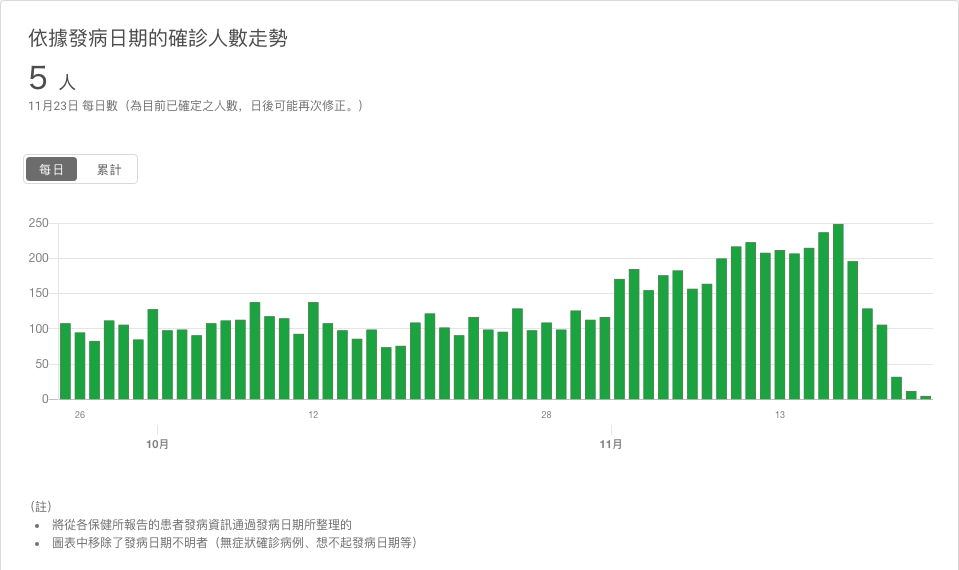 依據發病日期的確診人數走勢
5 人
11月23日 每日數（為目前已確定之人數，日後可能再次修正。）
每日 累計
250
200
150
100
50
0
26 12 28 13
10月 11月
（註）
• 將從各保健所報告的患者發病資訊通過發病日期所整理的
• 圖表中移除了發病日期不明者（無症狀確診病例、想不起發病日期等）